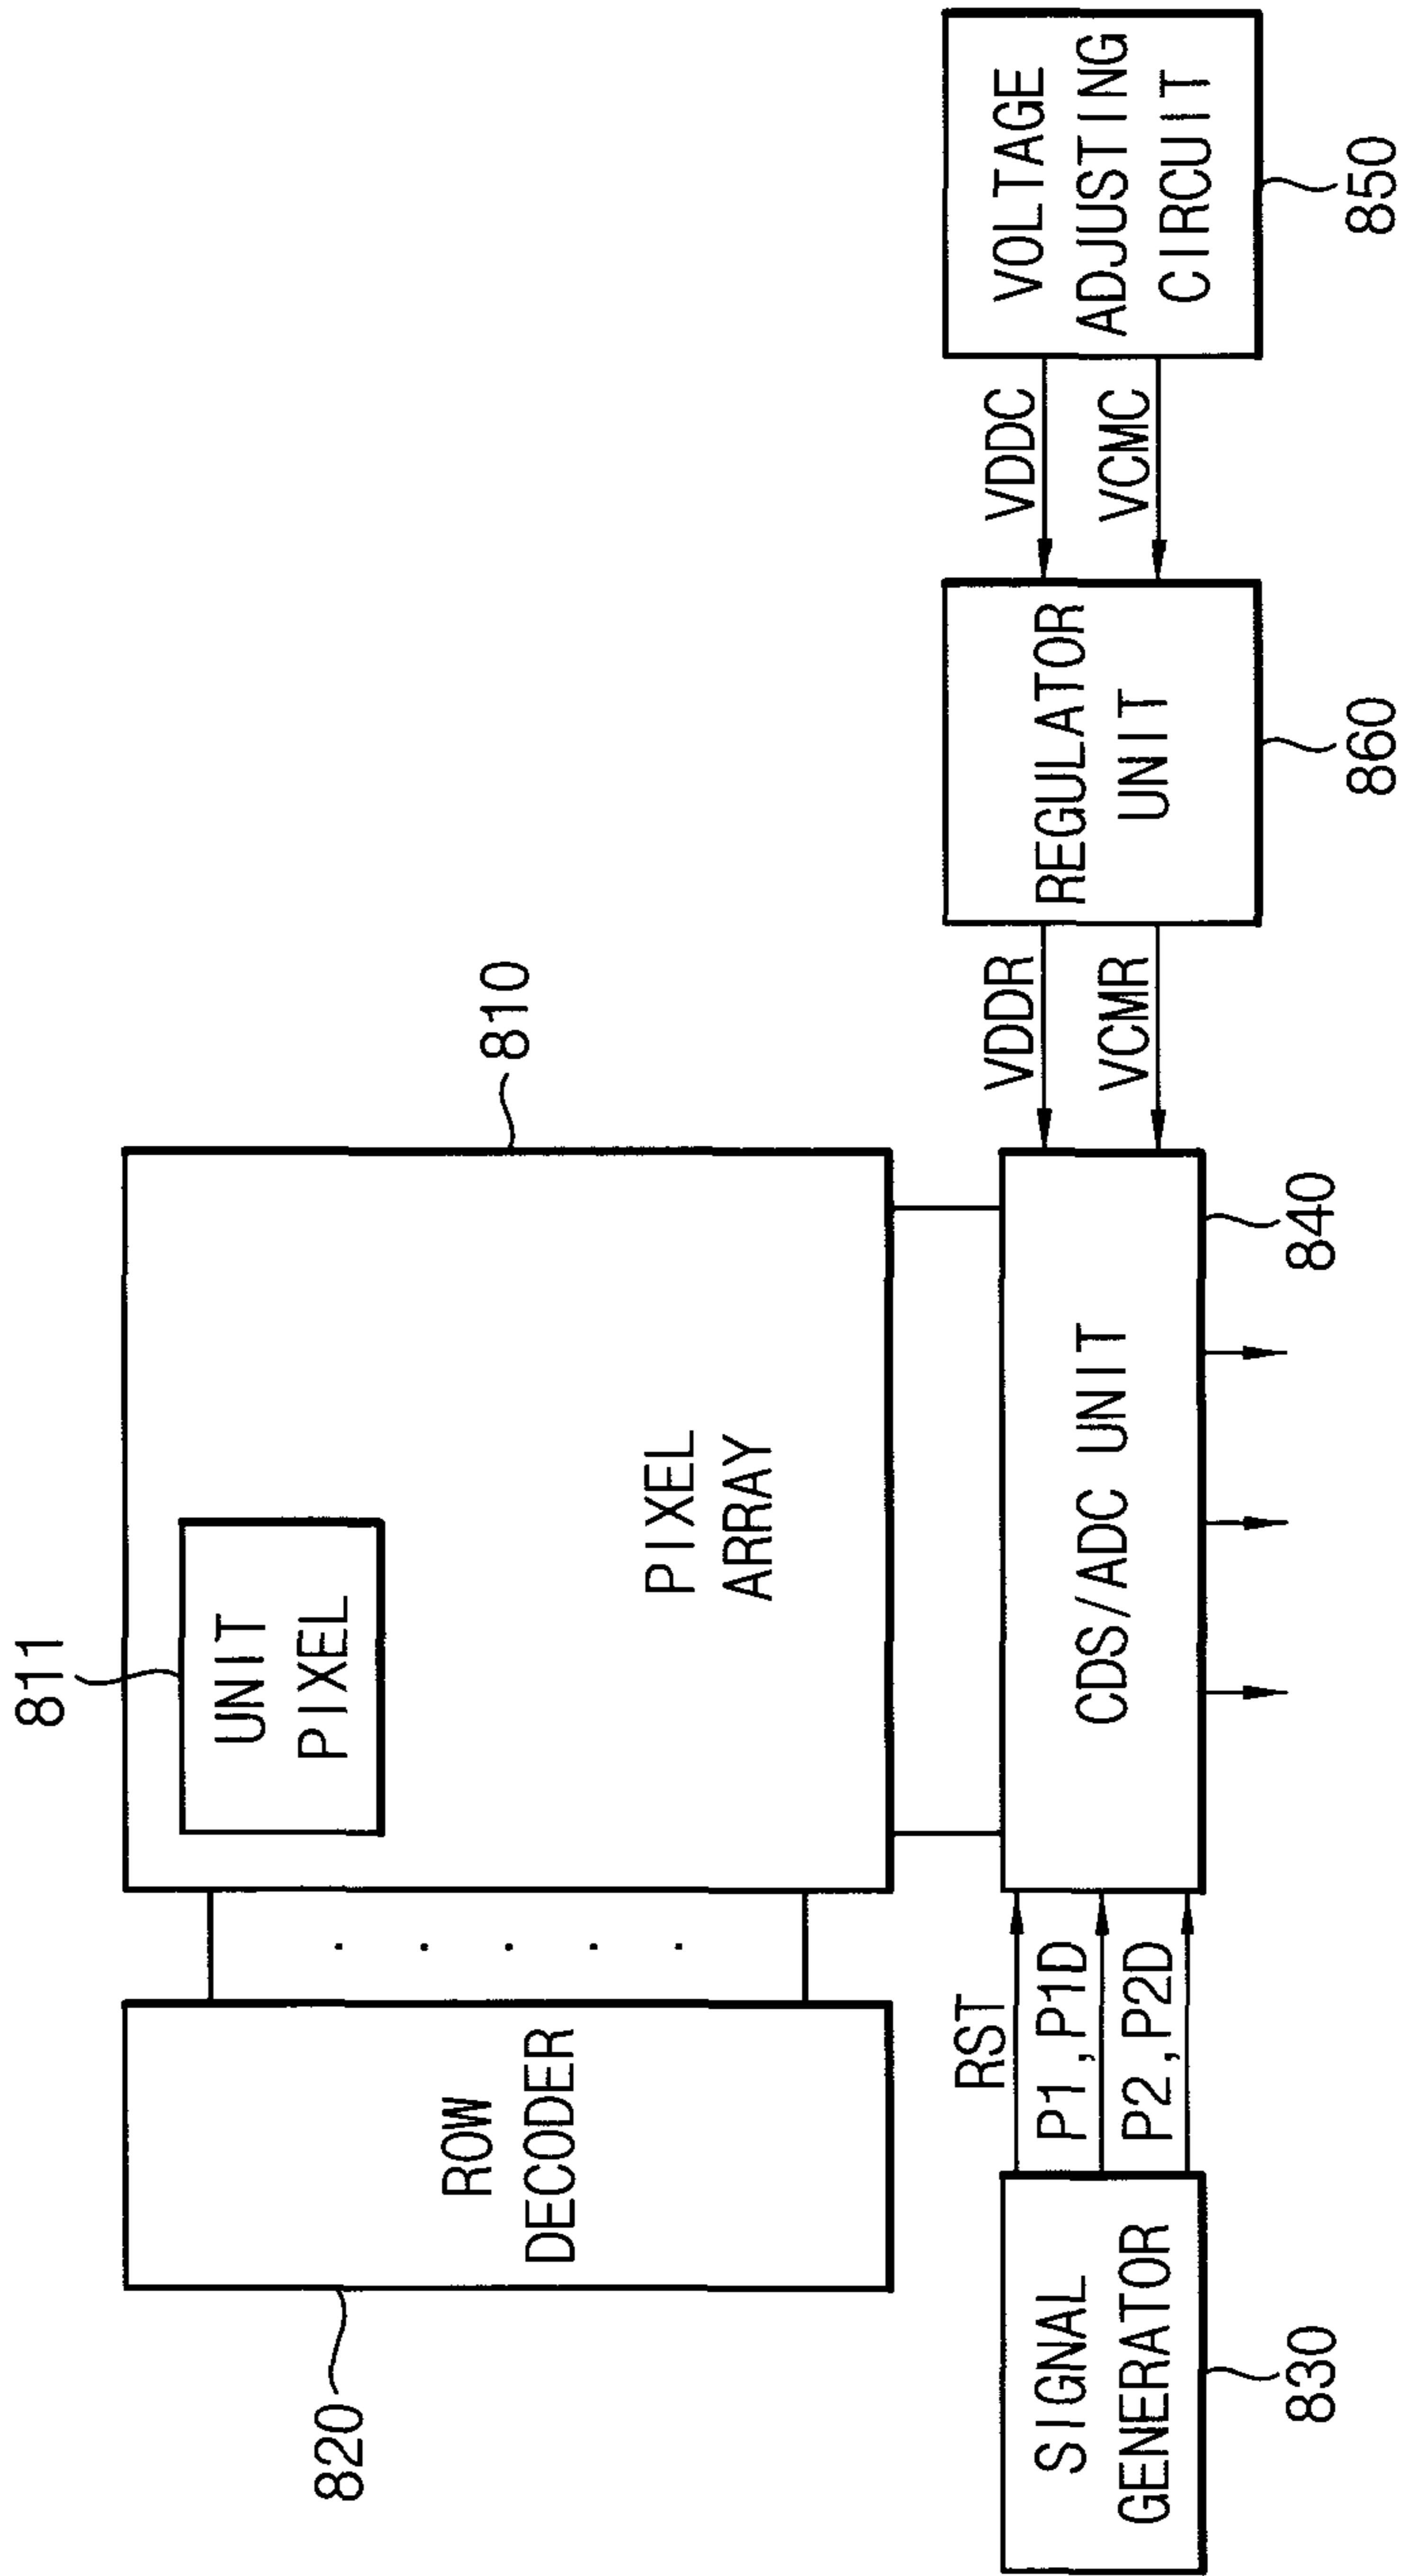 811
UNIT
PIXEL
810
PIXEL
ARRAY
820
ROW
DECODER
RST
P1,P1D
P2,P2D
SIGNAL
GENERATOR
830
CDS/ADC UNIT
840
VDDR
VCMR
REGULATOR
UNIT
860
VDDC
VCMC
VOLTAGE
ADJUSTING
CIRCUIT
850